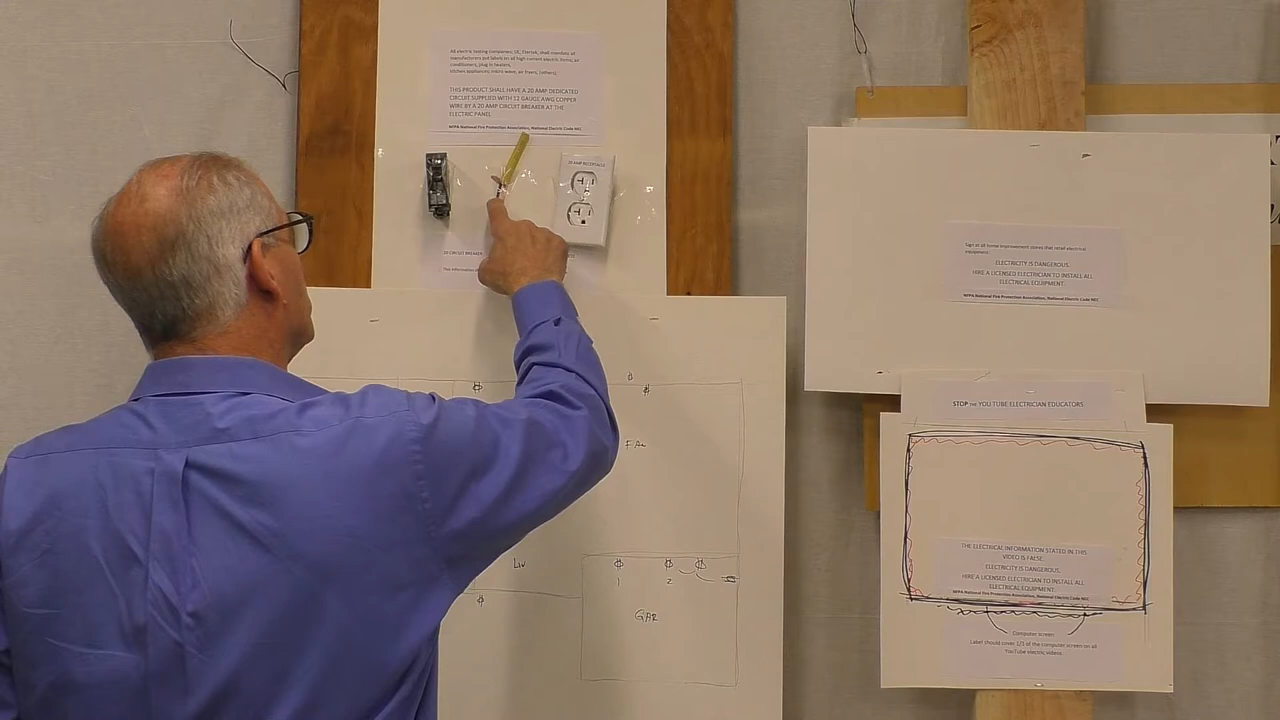 All electric testing companies; UL, Etertek, shall mandate all
manufacturers put labels on all high current electric items; air
conditioners, plug in heaters,
kitchen appliances; micro wave, air fryers, (others),
THIS PRODUCT SHALL HAVE A 20 AMP DEDICATED
CIRCUIT SUPPLIED WITH 12 GAUGE AWG COPPER
WIRE BY A 20 AMP CIRCUIT BREAKER AT THE
ELECTRIC PANEL
NFPA National Fire Protection Association, National Electric Code NEC
20 AMP RECEPTACLE
20 CIRCUIT BREAKER
This information
FAM
LIV
1
2
GAR
Sign at all home improvement stores that retail electrical
equipment:
ELECTRICITY IS DANGEROUS.
HIRE A LICENSED ELECTRICIAN TO INSTALL ALL
ELECTRICAL EQUIPMENT.
NFPA National Fire Protection Association, National Electric Code NEC
STOP THE YOU TUBE ELECTRICIAN EDUCATORS
THE ELECTRICAL INFORMATION STATED IN THIS
VIDEO IS FALSE.
ELECTRICITY IS DANGEROUS.
HIRE A LICENSED ELECTRICIAN TO INSTALL ALL
ELECTRICAL EQUIPMENT.
NFPA National Fire Protection Association, National Electric Code NEC
Computer screen
Label should cover 1/3 of the computer screen on all
YouTube electric videos